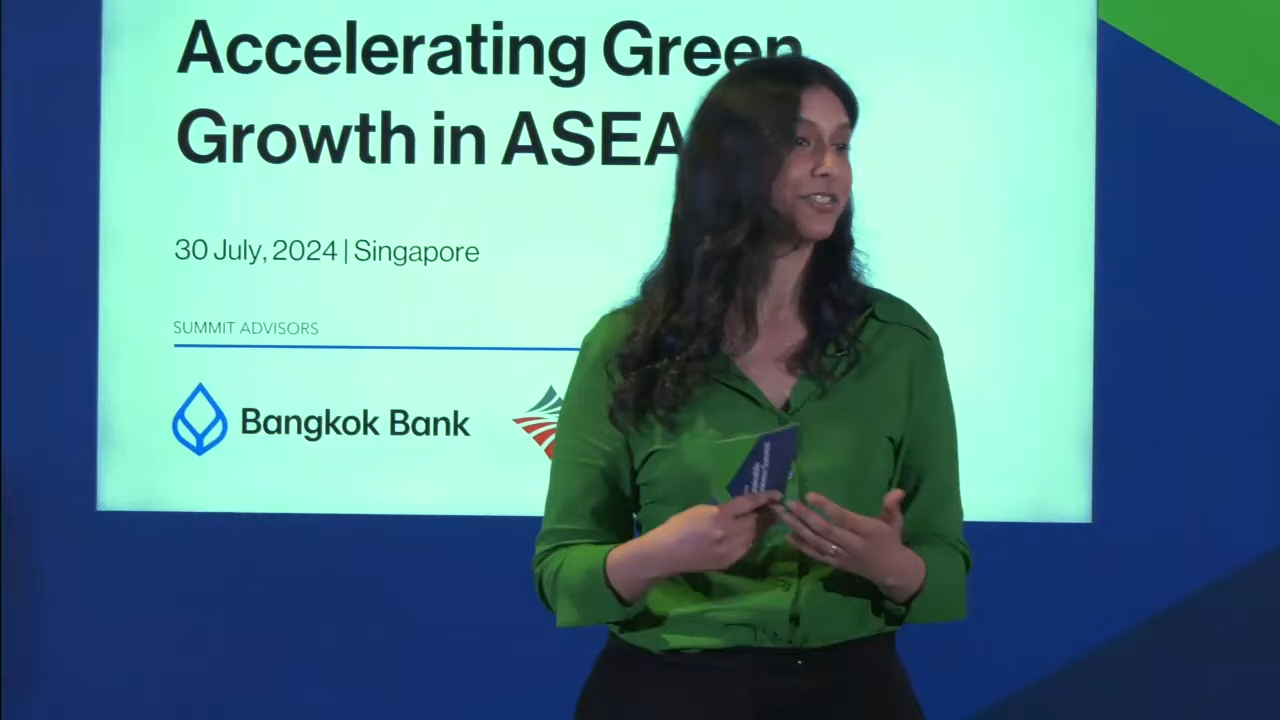 Accelerating Green
Growth in ASEA
30 July, 2024 | Singapore
SUMMIT ADVISORS
Bangkok Bank